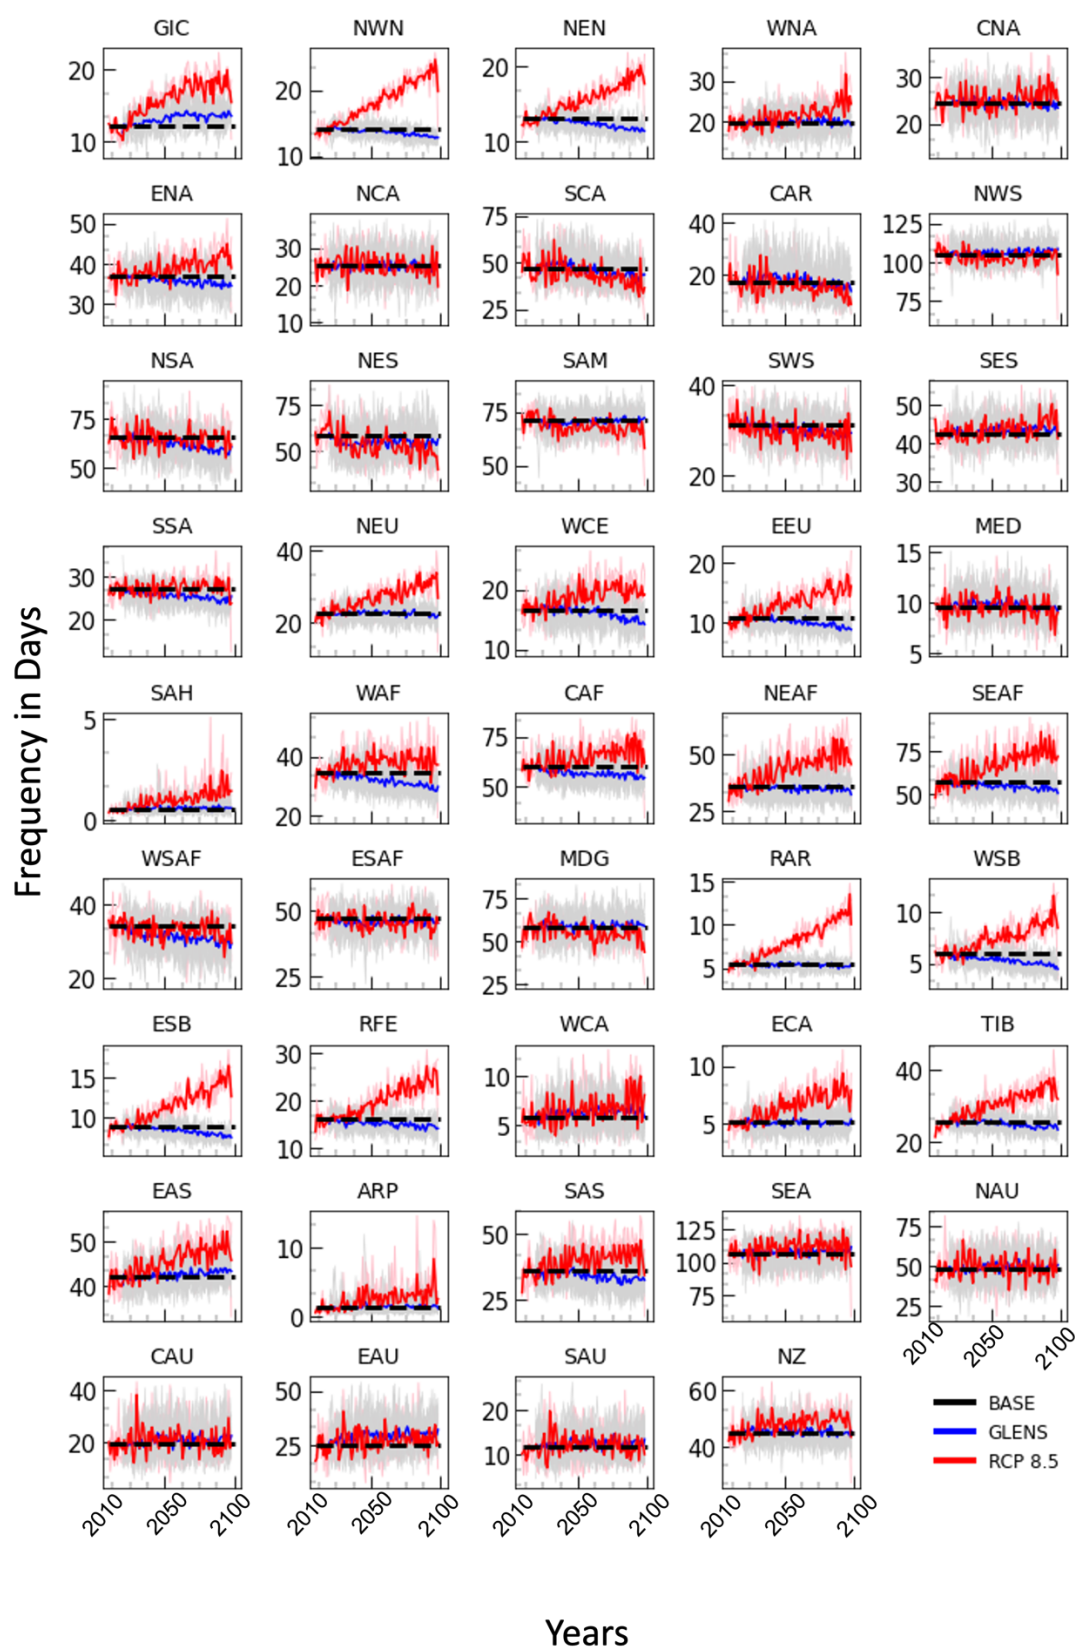 GIC NWN NEN WNA CNA
20 10
20 10
20 10
30 20
30 20
ENA NCA SCA CAR NWS
50 40 30
30 20 10
75 50 25
40 20
125 100 75
NSA NES SAM SWS SES
75 50
75 50
75 50
40 20
50 40 30
SSA NEU WCE EEU MED
30 20
40 20
20 10
20 10
15 10 5
SAH WAF CAF NEAF SEAF
5 0
40 20
75 50
50 25
75 50
WSAF ESAF MDG RAR WSB
40 20
50 25
75 50 25
15 10 5
10 5
ESB RFE WCA ECA TIB
15 10
30 20 10
10 5
10 5
40 20
EAS ARP SAS SEA NAU
50 40
10 0
50 25
125 100 75
75 50 25
2010 2050 2100
CAU EAU SAU NZ
40 20
50 25
20 10
60 40
2010 2050 2100
2010 2050 2100
2010 2050 2100
2010 2050 2100
BASE
GLENS
RCP 8.5
Frequency in Days
Years